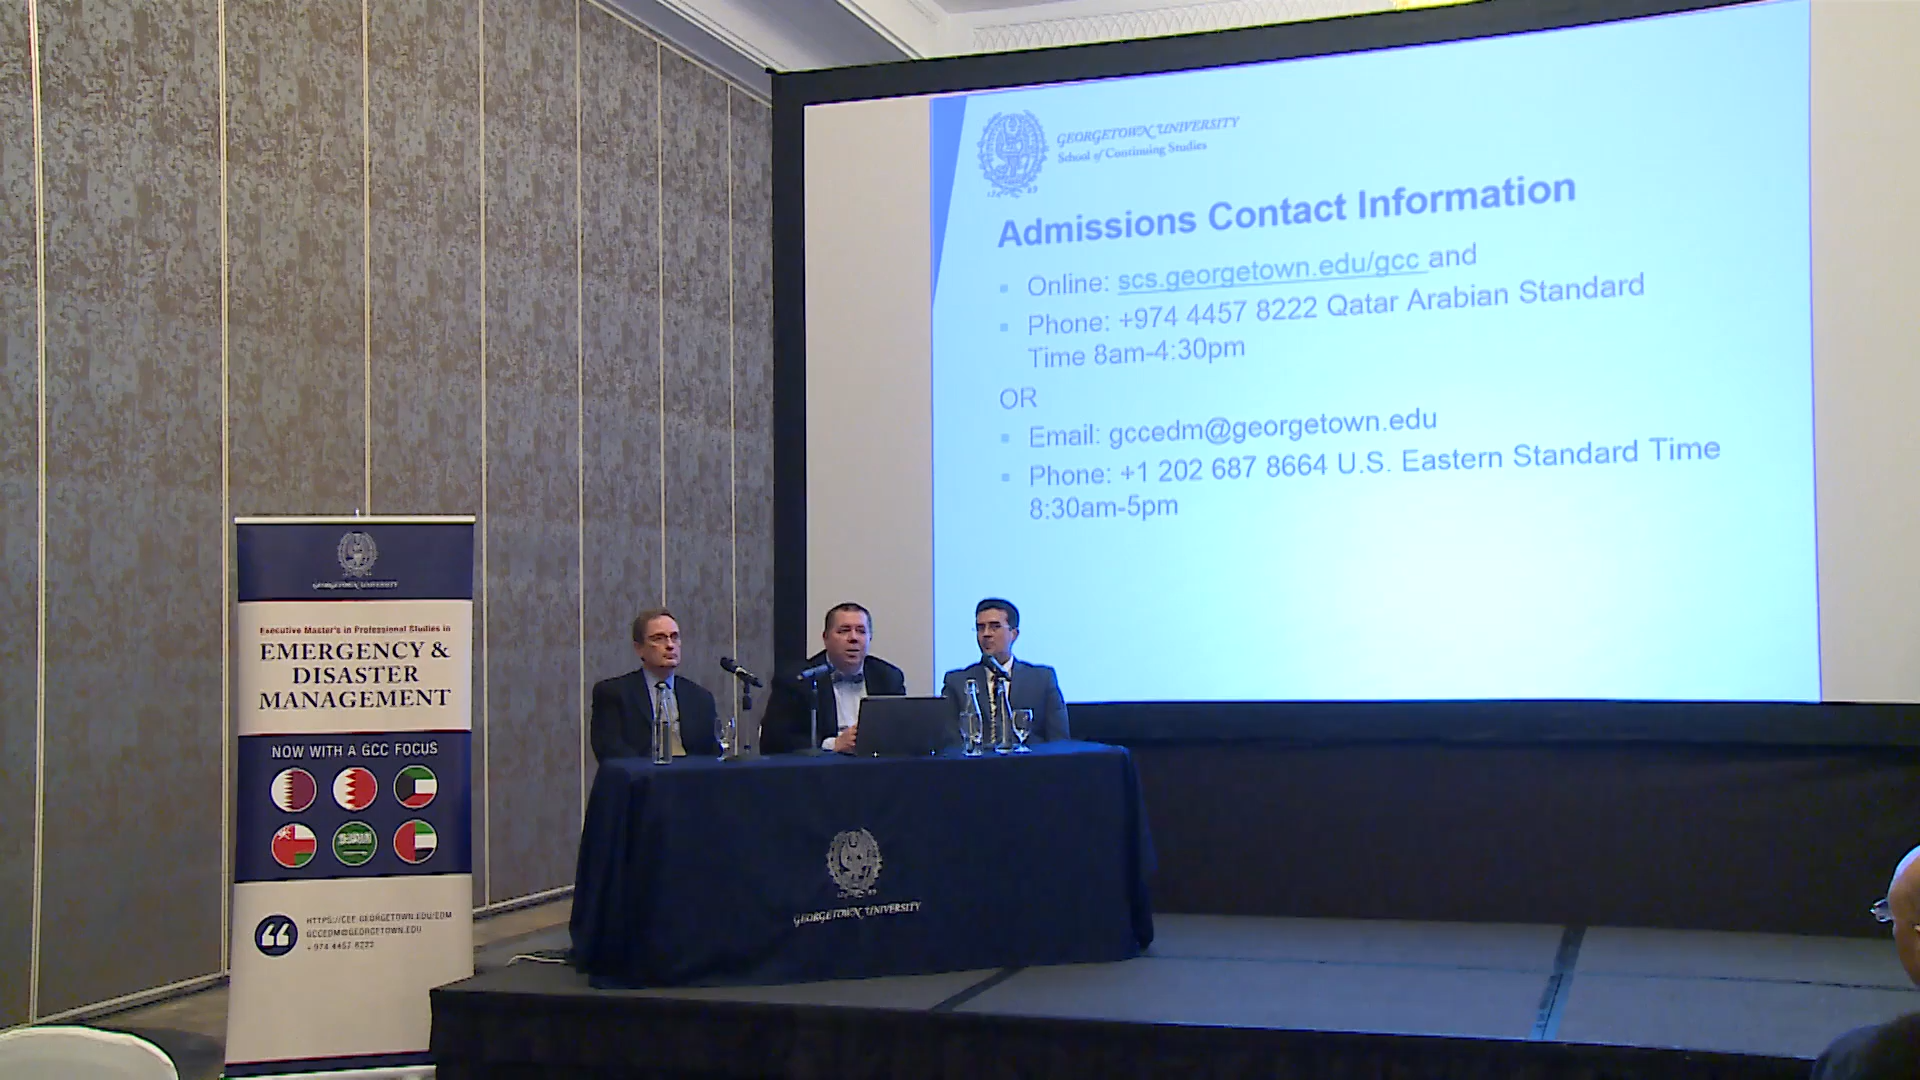 GEORGETOWN UNIVERSITY
School of Continuing Studies
Admissions Contact Information
Online: scs.georgetown.edu/gcc and
Phone: +974 4457 8222 Qatar Arabian Standard
Time 8am-4:30pm
OR
Email: gccedm@georgetown.edu
Phone: +1 202 687 8664 U.S. Eastern Standard Time
8:30am-5pm
GEORGETOWN UNIVERSITY
Executive Master's in Professional Studies in
EMERGENCY &
DISASTER
MANAGEMENT
NOW WITH A GCC FOCUS
HTTPS://CEF.GEORGETOWN.EDU/EDM
GCCEDM@GEORGETOWN.EDU
+974 4457 8222
GEORGETOWN UNIVERSITY